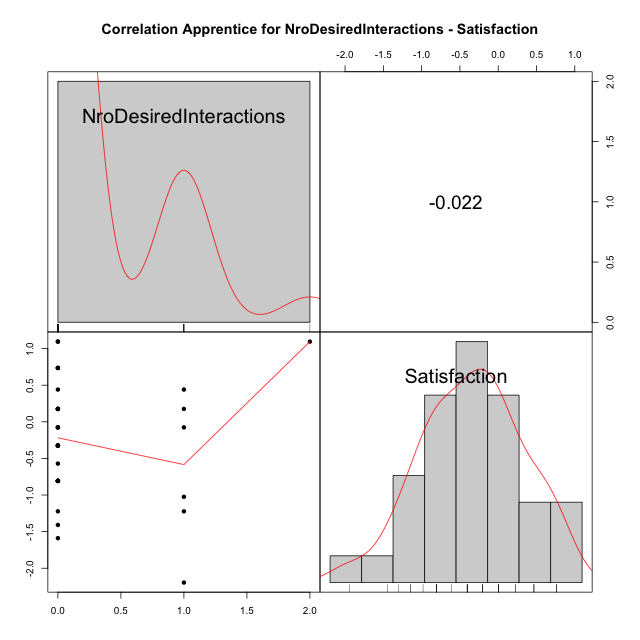 Correlation Apprentice for NroDesiredInteractions - Satisfaction
-2.0 -1.5 -1.0 -0.5 0.0 0.5 1.0
NroDesiredInteractions
-0.022
2.0
1.5
1.0
0.5
0.0
1.0
0.5
0.0
-0.5
-1.0
-1.5
-2.0
Satisfaction
0.0 0.5 1.0 1.5 2.0